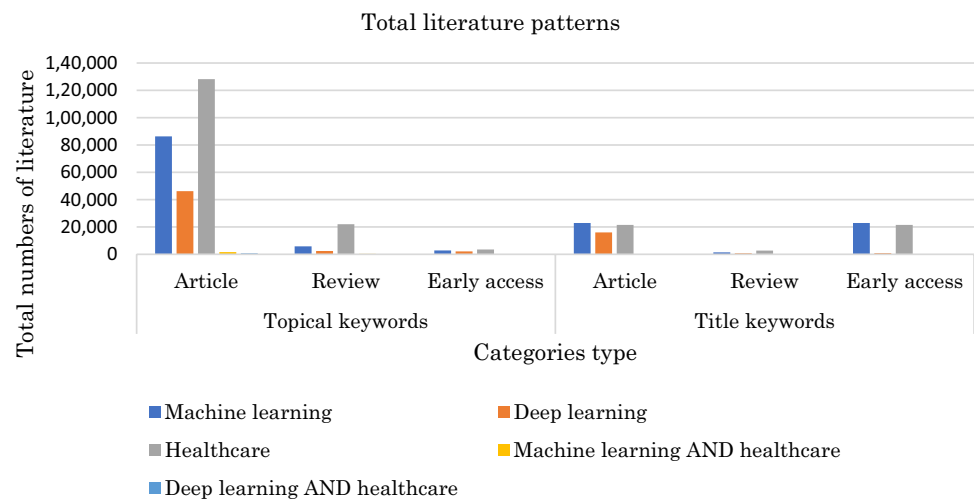 Total literature patterns
Total numbers of literature
1,40,000
1,20,000
1,00,000
80,000
60,000
40,000
20,000
0
Article Review Early access Article Review Early access
Topical keywords Title keywords
Categories type
Machine learning Deep learning
Healthcare Machine learning AND healthcare
Deep learning AND healthcare